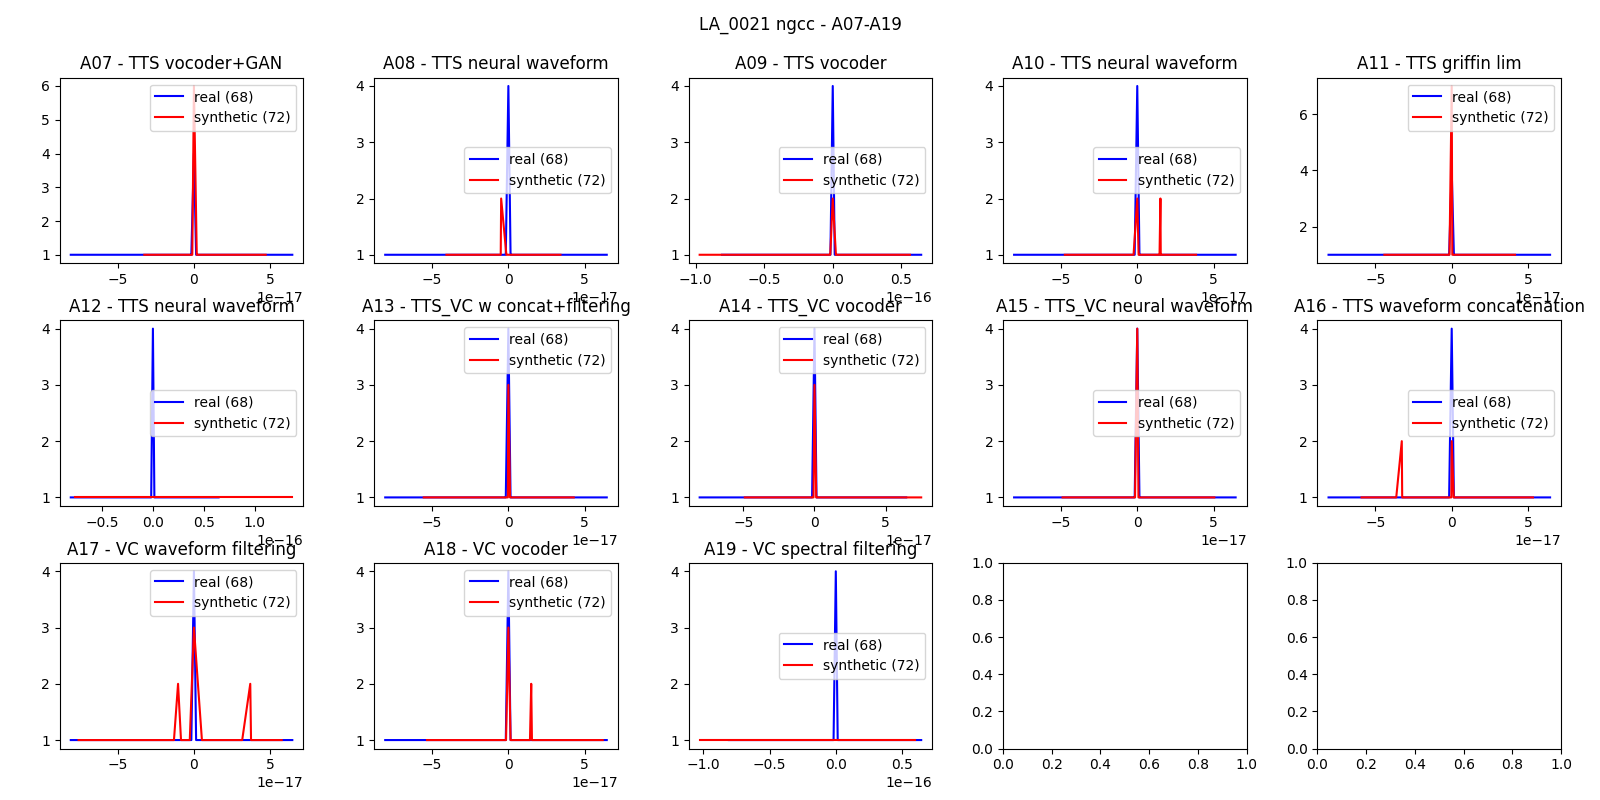 LA_0021 ngcc - A07-A19
A07 - TTS vocoder+GAN
A08 - TTS neural waveform
A09 - TTS vocoder
A10 - TTS neural waveform
A11 - TTS griffin lim
6
5
4
3
2
1
real (68)
synthetic (72)
−5
0
5
1e−17
4
3
2
1
real (68)
synthetic (72)
−5
0
5
1e−17
4
3
2
1
real (68)
synthetic (72)
−1.0
−0.5
0.0
0.5
1e−16
4
3
2
1
real (68)
synthetic (72)
−5
0
5
1e−17
6
4
2
real (68)
synthetic (72)
−5
0
5
1e−17
A12 - TTS neural waveform
A13 - TTS_VC w concat+filtering
A14 - TTS_VC vocoder
A15 - TTS_VC neural waveform
A16 - TTS waveform concatenation
4
3
2
1
real (68)
synthetic (72)
−0.5
0.0
0.5
1.0
1e−16
4
3
2
1
real (68)
synthetic (72)
−5
0
5
1e−17
4
3
2
1
real (68)
synthetic (72)
−5
0
5
1e−17
4
3
2
1
real (68)
synthetic (72)
−5
0
5
1e−17
4
3
2
1
real (68)
synthetic (72)
−5
0
5
1e−17
A17 - VC waveform filtering
A18 - VC vocoder
A19 - VC spectral filtering
4
3
2
1
real (68)
synthetic (72)
−5
0
5
1e−17
4
3
2
1
real (68)
synthetic (72)
−5
0
5
1e−17
4
3
2
1
real (68)
synthetic (72)
−1.0
−0.5
0.0
0.5
1e−16
1.0
0.8
0.6
0.4
0.2
0.0
0.0
0.2
0.4
0.6
0.8
1.0
1.0
0.8
0.6
0.4
0.2
0.0
0.0
0.2
0.4
0.6
0.8
1.0